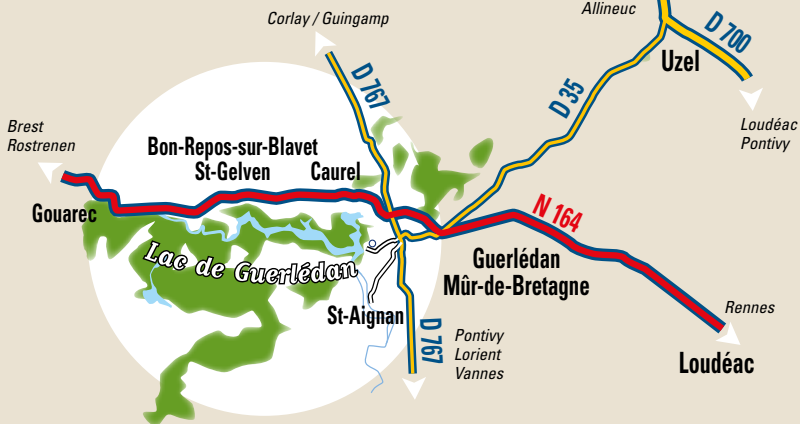 Corlay / Guingamp
Allineuc
D 700
Uzel
D 767
D 35
Brest
Rostrenen
Loudéac
Pontivy
Bon-Repos-sur-Blavet
St-Gelven
Caurel
Gouarec
N 164
Lac de Guerlédan
Guerlédan
Mûr-de-Bretagne
St-Aignan
D 767
Pontivy
Lorient
Vannes
Rennes
Loudéac